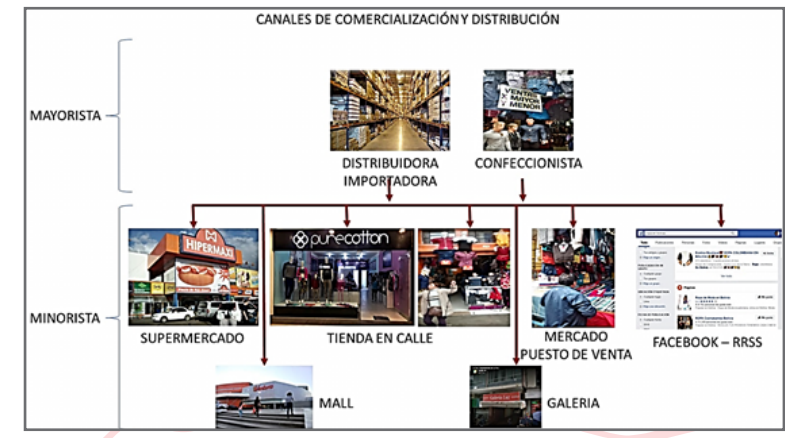 CANALES DE COMERCIALIZACIÓN Y DISTRIBUCIÓN
MAYORISTA
VENTAS
MAYOR
MENOR
DISTRIBUIDORA
IMPORTADORA
CONFECCIONISTA
HIPERMAXI
purecotton
MINORISTA
SUPERMERCADO
TIENDA EN CALLE
MERCADO
PUESTO DE VENTA
FACEBOOK – RRSS
MALL
GALERIA